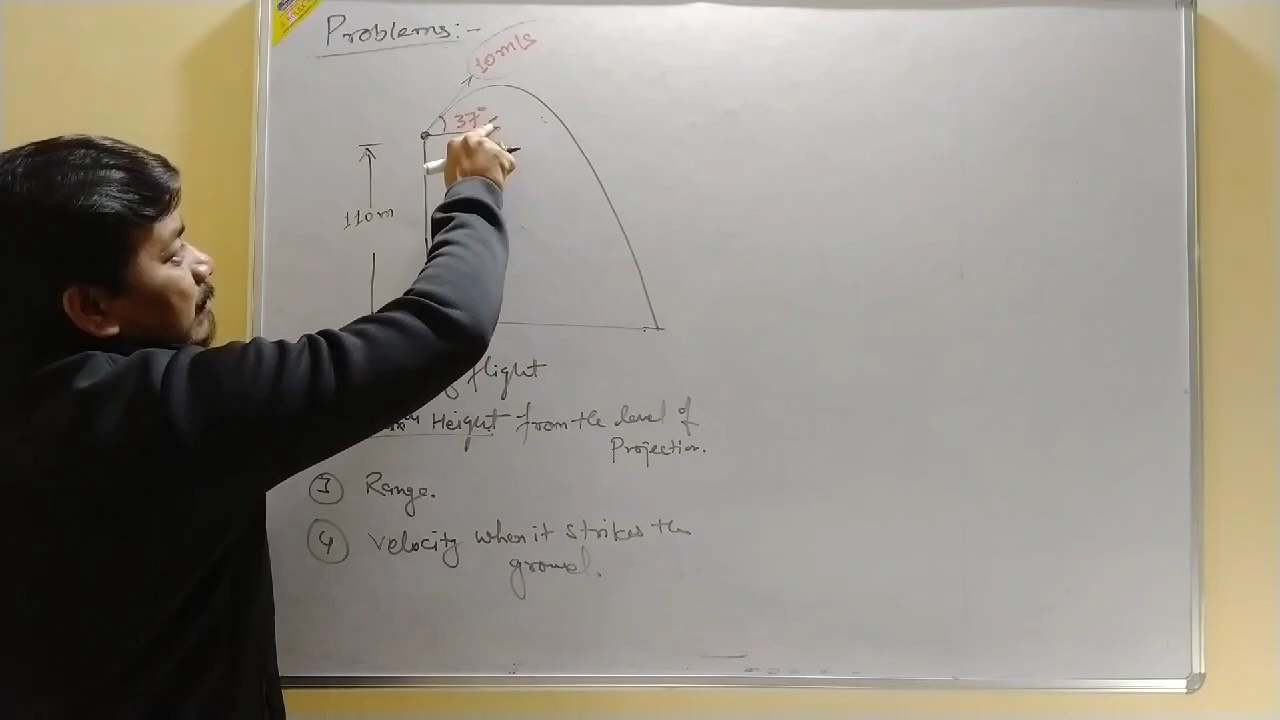 Problems:-
10m/s
37°
110m
flight
Height from the level of
Projection.
3 Range.
4 Velocity when it strikes the
ground.